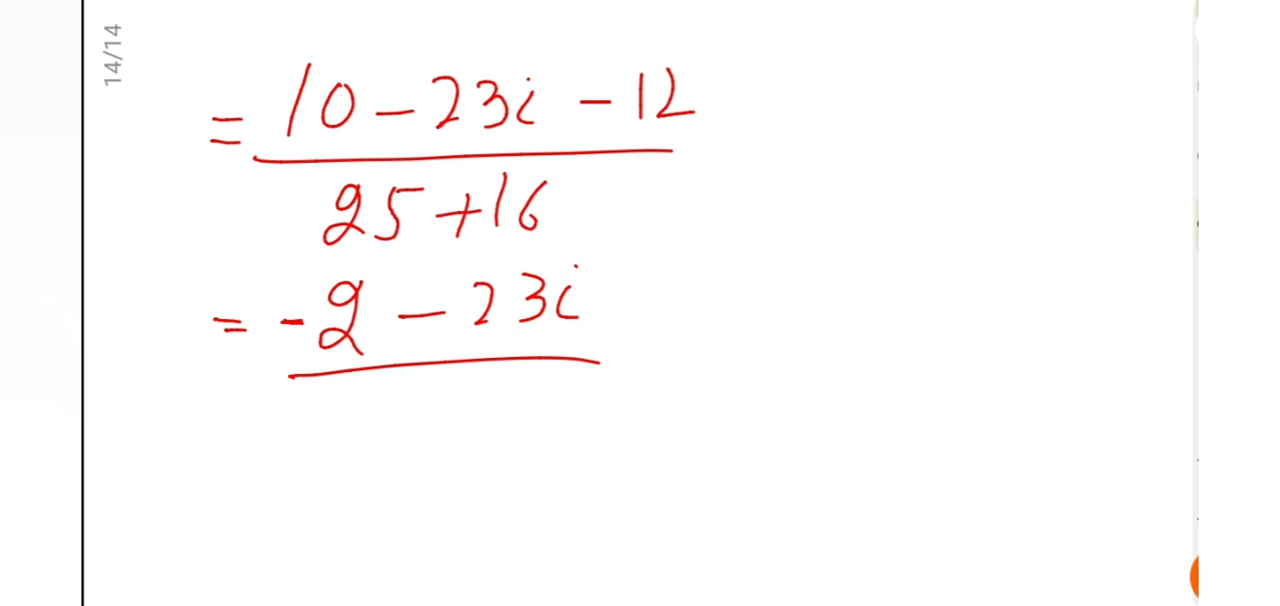 14/14
= 10 - 23i - 12
25 + 16
= -2 - 23i